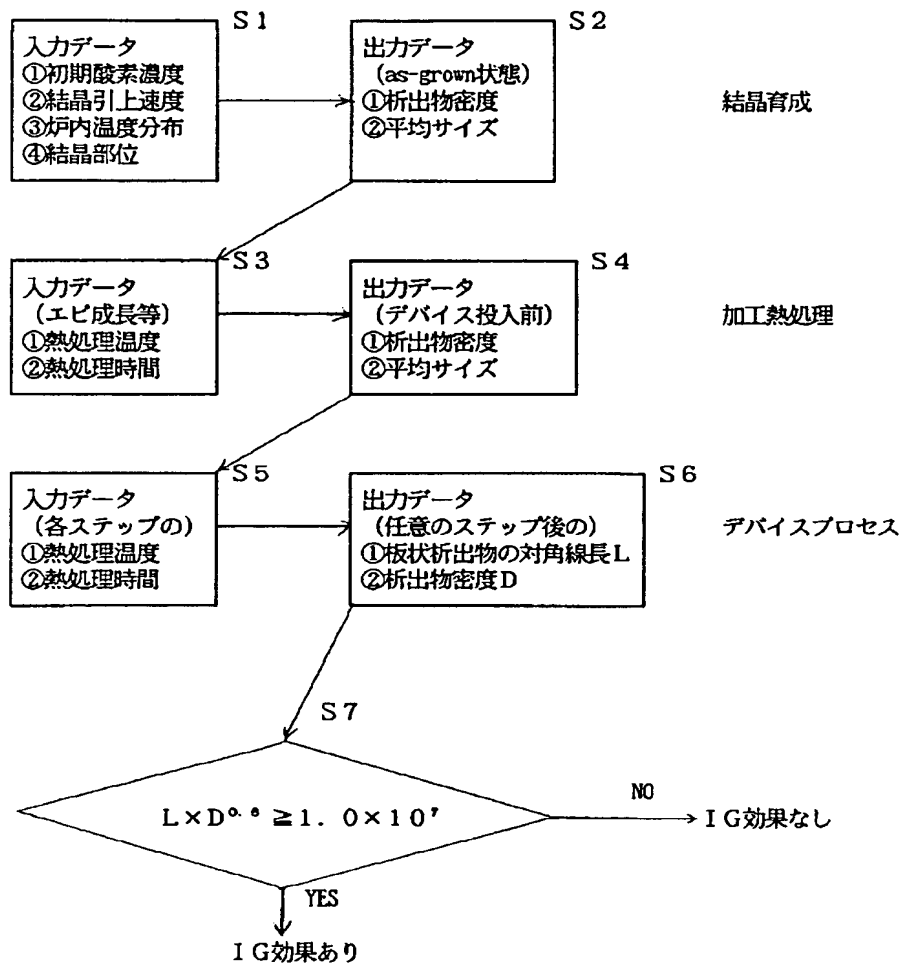 S1
入力データ
①初期酸素濃度
②結晶引上速度
③炉内温度分布
④結晶部位
S2
出力データ
(as-grown状態)
①析出物密度
②平均サイズ
結晶育成
S3
入力データ
(エピ成長等)
①熱処理温度
②熱処理時間
S4
出力データ
(デバイス投入前)
①析出物密度
②平均サイズ
加工熱処理
S5
入力データ
(各ステップの)
①熱処理温度
②熱処理時間
S6
出力データ
(任意のステップ後の)
①板状析出物の対角線長L
②析出物密度D
デバイスプロセス
S7
L×D⁰·⁶≧1.0×10⁷
NO
IG効果なし
YES
IG効果あり